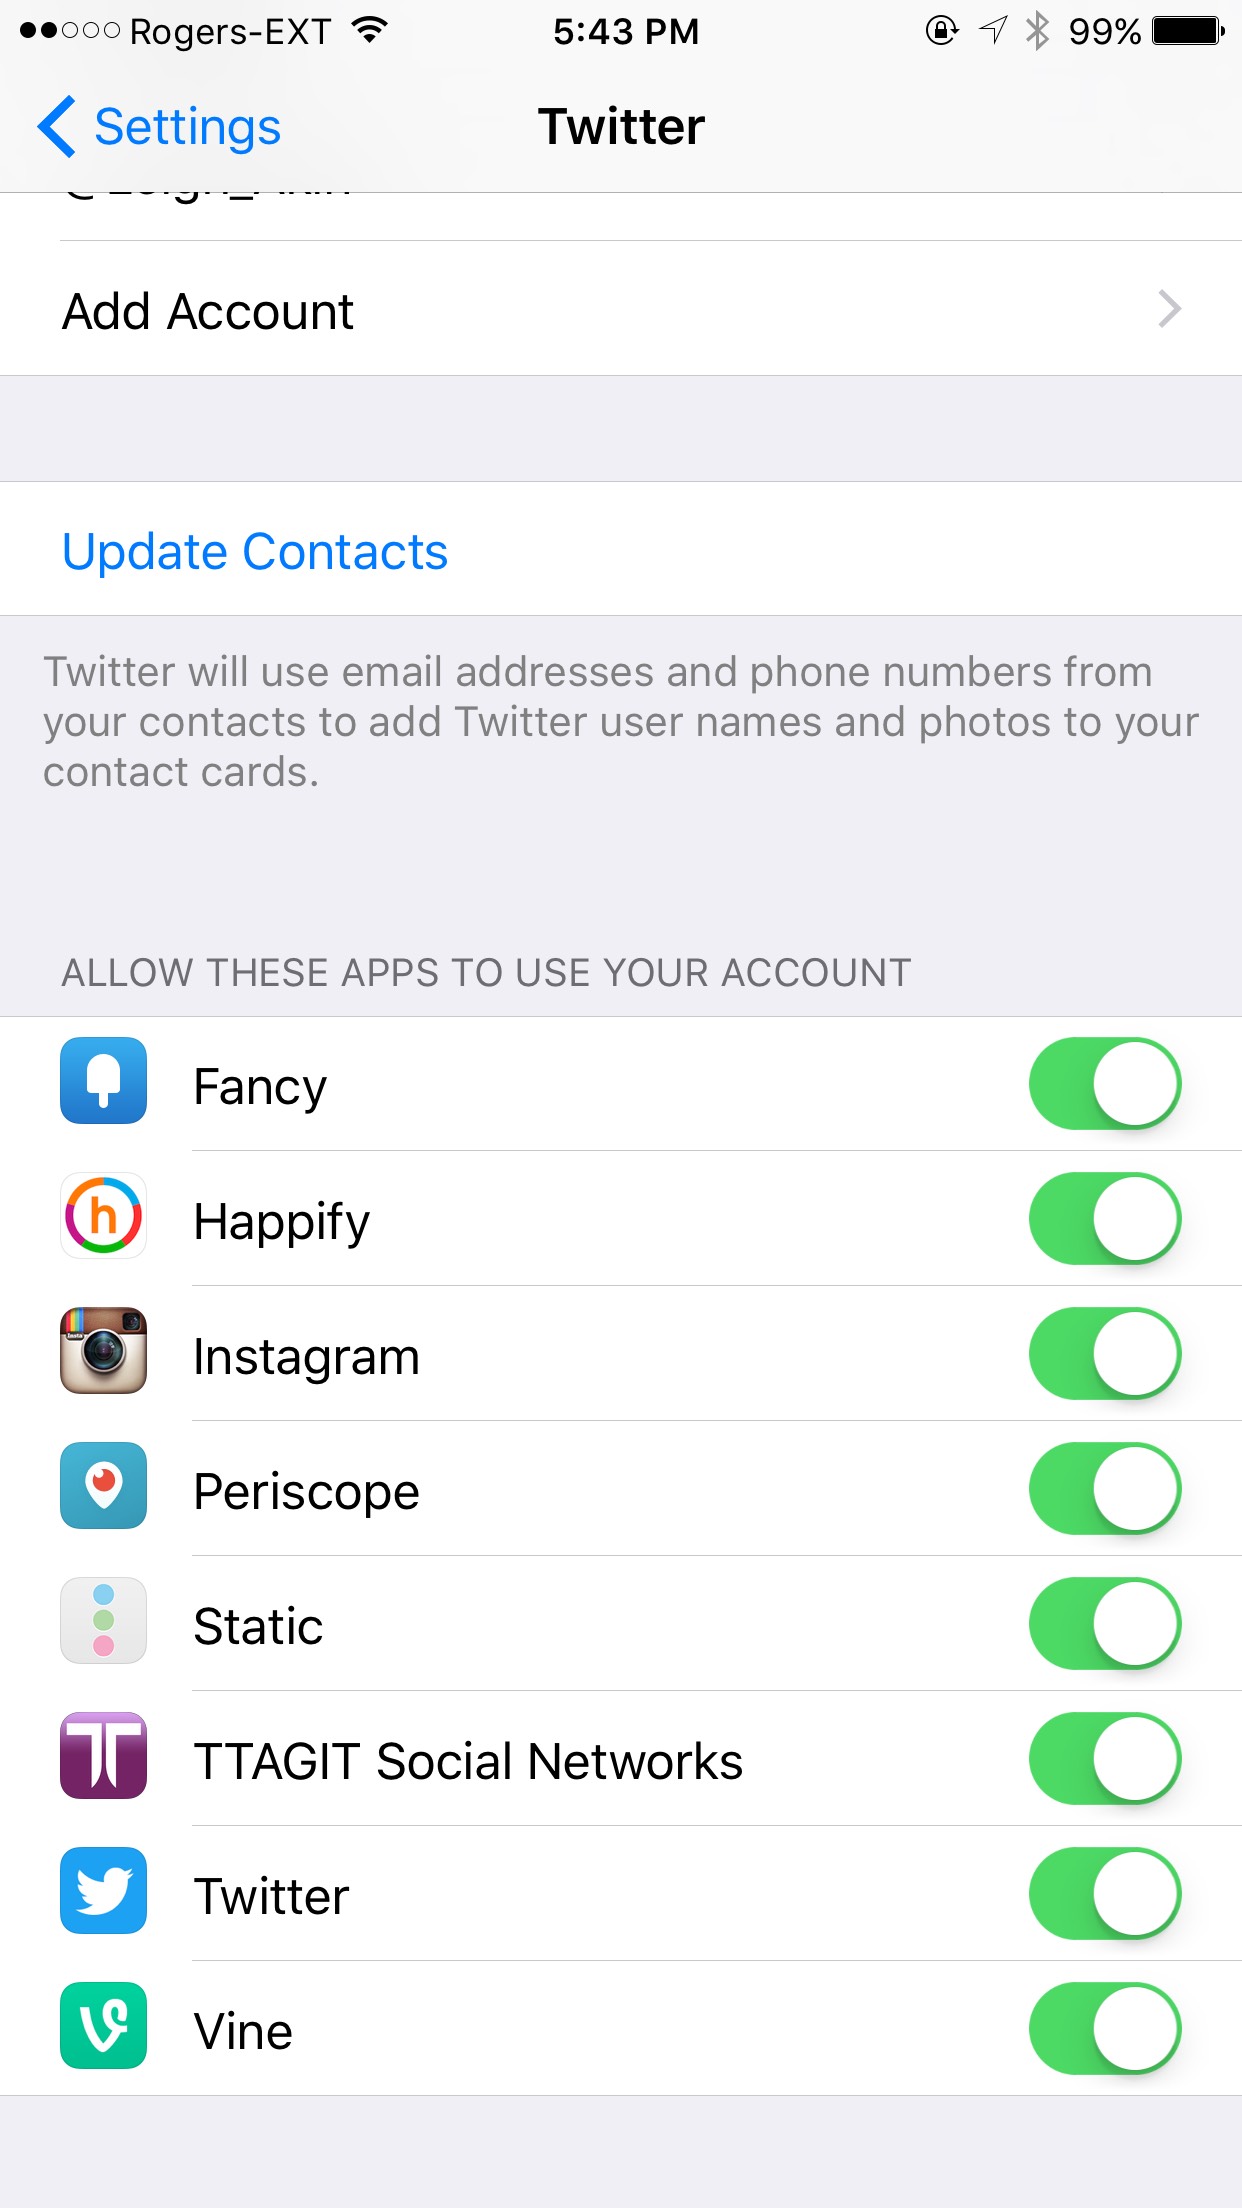 Rogers-EXT 5:43 PM 99%
Settings Twitter
Add Account
Update Contacts
Twitter will use email addresses and phone numbers from
your contacts to add Twitter user names and photos to your
contact cards.
ALLOW THESE APPS TO USE YOUR ACCOUNT
Fancy
h
Happify
Insta
Instagram
Periscope
Static
TTAGIT Social Networks
Twitter
Vine